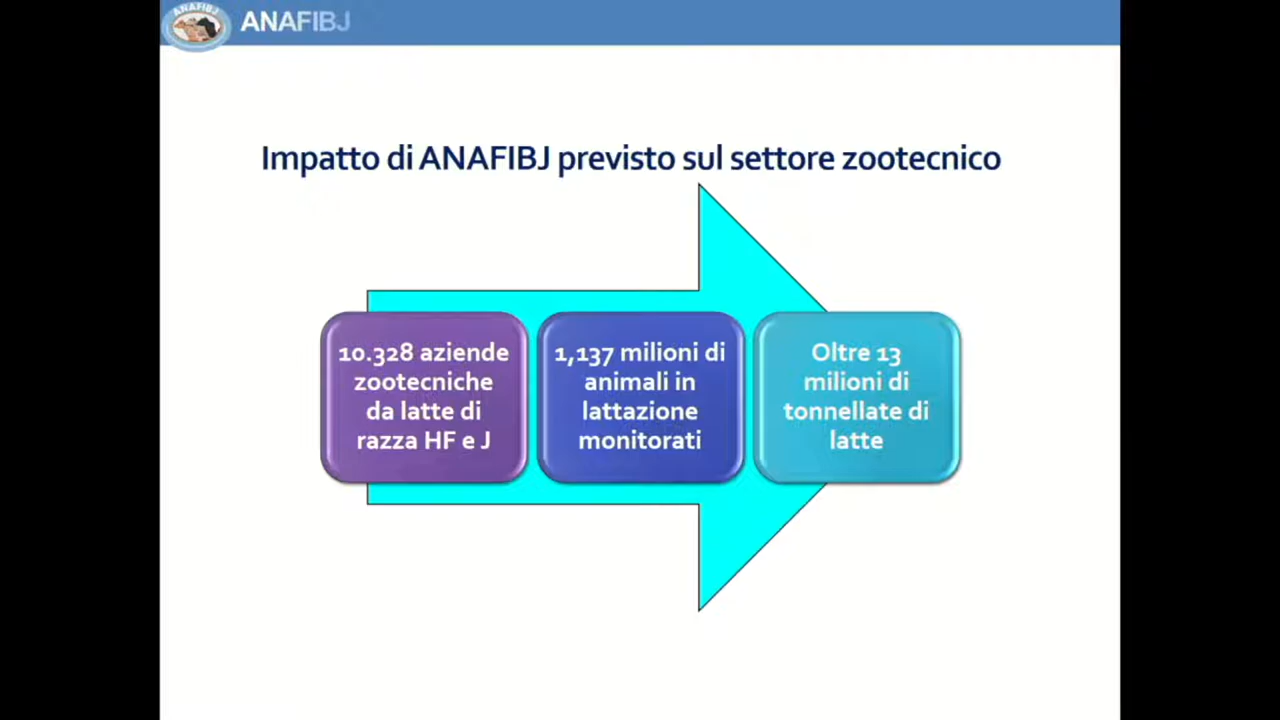 ANAFIBJ
ANAFIBJ
Impatto di ANAFIBJ previsto sul settore zootecnico
10.328 aziende
zootecniche
da latte di
razza HF e J
1,137 milioni di
animali in
lattazione
monitorati
Oltre 13
milioni di
tonnellate di
latte